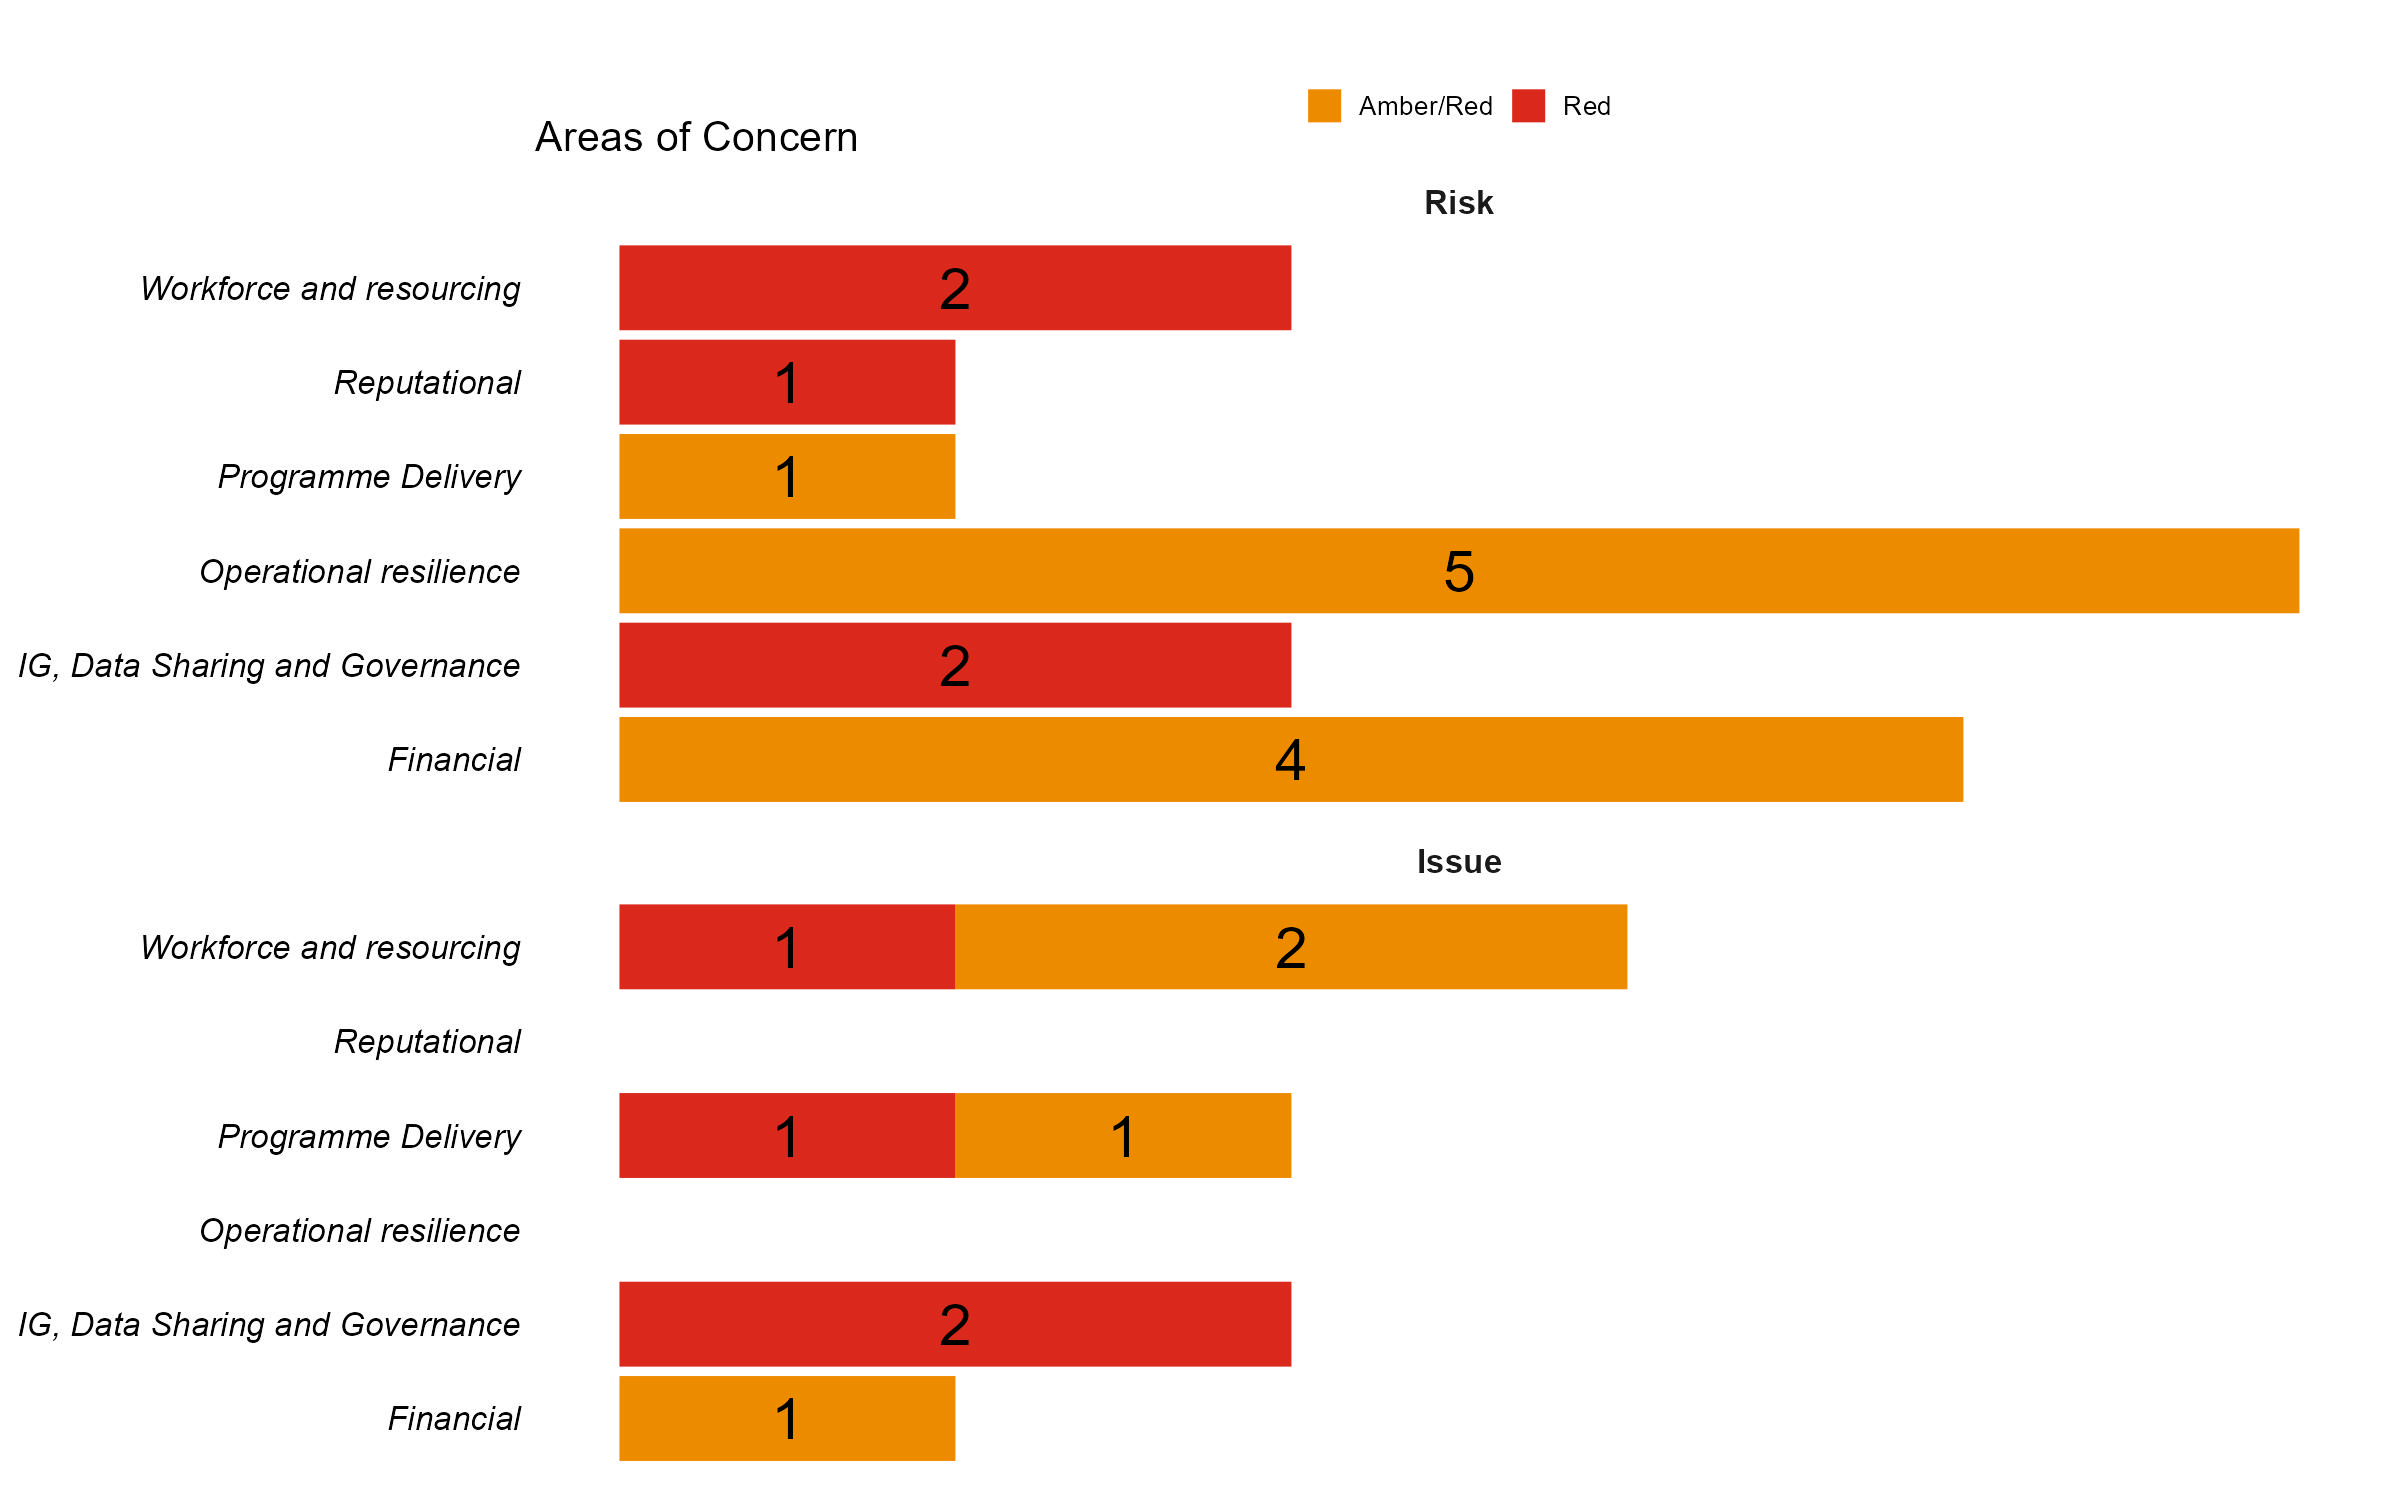 Amber/Red Red
Areas of Concern
Risk
Workforce and resourcing 2
Reputational 1
Programme Delivery 1
Operational resilience 5
IG, Data Sharing and Governance 2
Financial 4
Issue
Workforce and resourcing 1 2
Reputational
Programme Delivery 1 1
Operational resilience
IG, Data Sharing and Governance 2
Financial 1